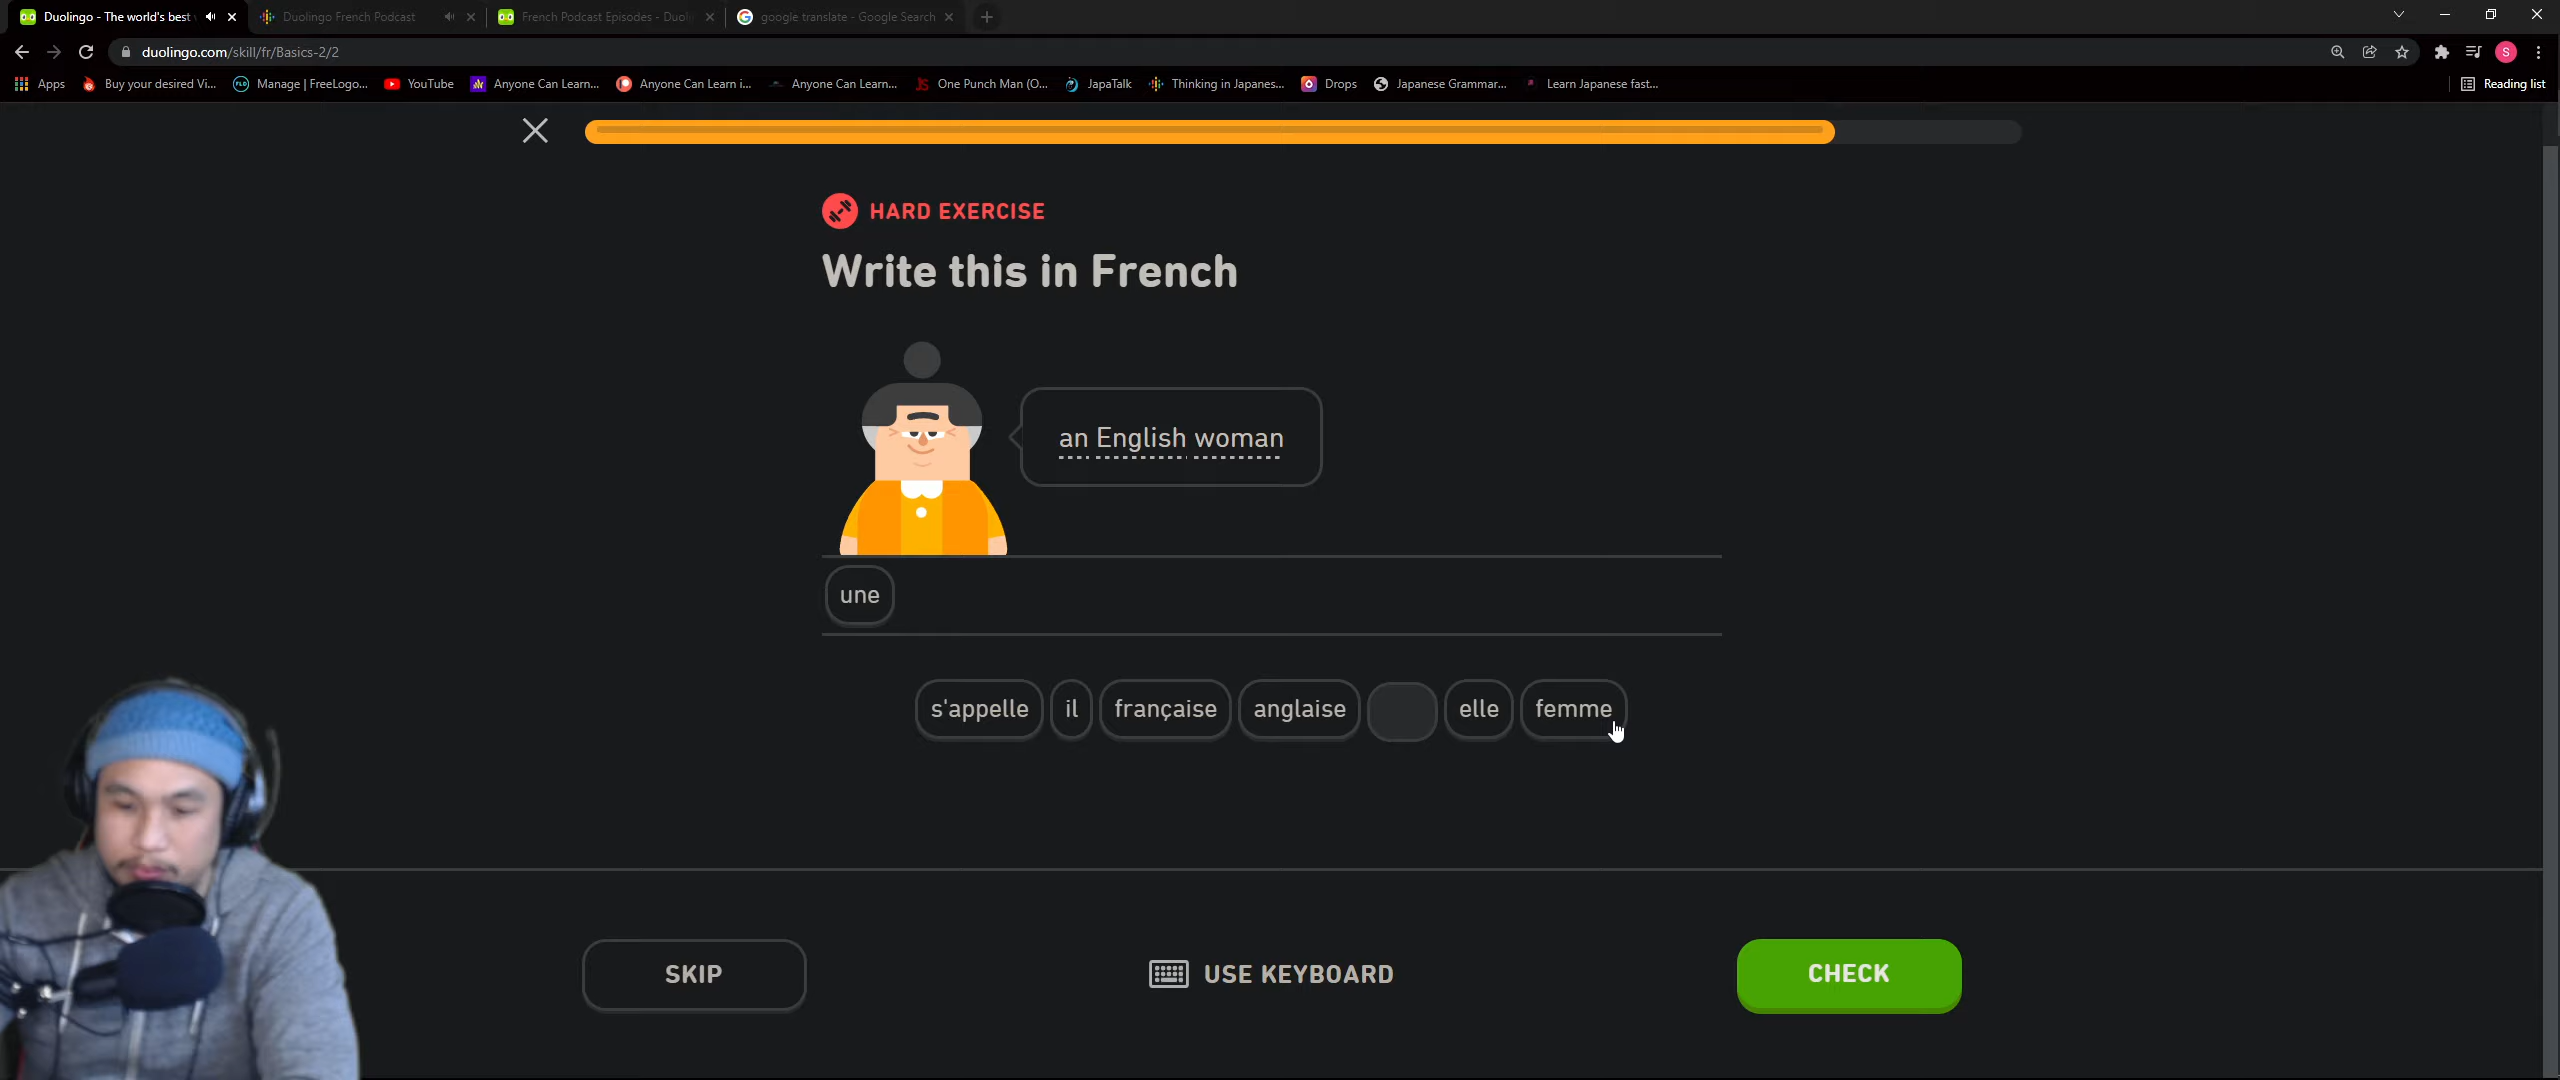 Duolingo - The world's best
Duolingo French Podcast
French Podcast Episodes - Duoli
google translate - Google Search
duolingo.com/skill/fr/Basics-2/2
S
Apps
Buy your desired Vi...
Manage | FreeLogo...
YouTube
Anyone Can Learn...
Anyone Can Learn i...
Anyone Can Learn...
One Punch Man (O...
JapaTalk
Thinking in Japanes...
Drops
Japanese Grammar...
Learn Japanese fast...
Reading list
HARD EXERCISE
Write this in French
an English woman
une
s'appelle il française anglaise elle femme
SKIP
USE KEYBOARD
CHECK